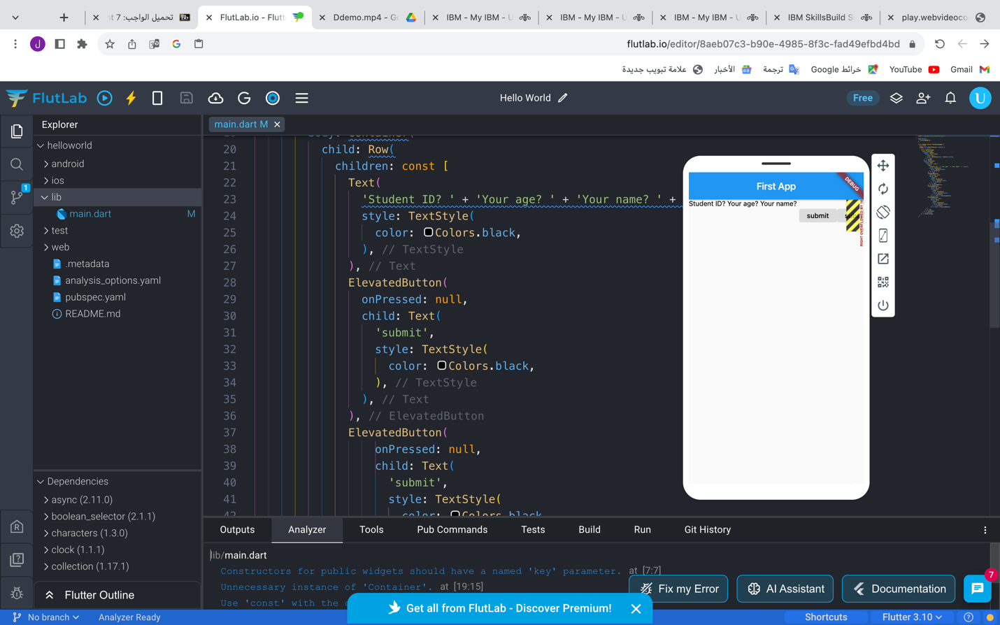 تحميل الواجب: 7
Bb
FlutLab.io - Flutt
Ddemo.mp4 - Go
IBM - My IBM - U
IBM - My IBM - U
IBM - My IBM - U
IBM SkillsBuild S
play.webvideoco
J
flutlab.io/editor/8aeb07c3-b90e-4985-8f3c-fad49efbd4bd
علامة تبويب جديدة
الأخبار
ترجمة
خرائط Google
YouTube
Gmail
FlutLab
Hello World
Free
U
Explorer
main.dart M
helloworld
android
ios
lib
1
main.dart M
test
web
.metadata
analysis_options.yaml
pubspec.yaml
README.md
20 child: Row(
21 children: const [
22 Text(
23 'Student ID? ' + 'Your age? ' + 'Your name? ' +
24 style: TextStyle(
25 color: Colors.black,
26 ), // TextStyle
27 ), // Text
28 ElevatedButton(
29 onPressed: null,
30 child: Text(
31 'submit',
32 style: TextStyle(
33 color: Colors.black,
34 ), // TextStyle
35 ), // Text
36 ), // ElevatedButton
37 ElevatedButton(
38 onPressed: null,
39 child: Text(
40 'submit',
41 style: TextStyle(
42 color: Colors.black
First App
DEBUG
Student ID? Your age? Your name?
submit
RIGHT OVERFLOWED BY
Dependencies
async (2.11.0)
boolean_selector (2.1.1)
characters (1.3.0)
clock (1.1.1)
collection (1.17.1)
Flutter Outline
Outputs
Analyzer
Tools
Pub Commands
Tests
Build
Run
Git History
lib/main.dart
Constructors for public widgets should have a named 'key' parameter. at [7:7]
Unnecessary instance of 'Container'. at [19:15]
Use 'const' with the
Fix my Error
AI Assistant
Documentation
7
Get all from FlutLab - Discover Premium!
No branch
Analyzer Ready
Shortcuts
Flutter 3.10